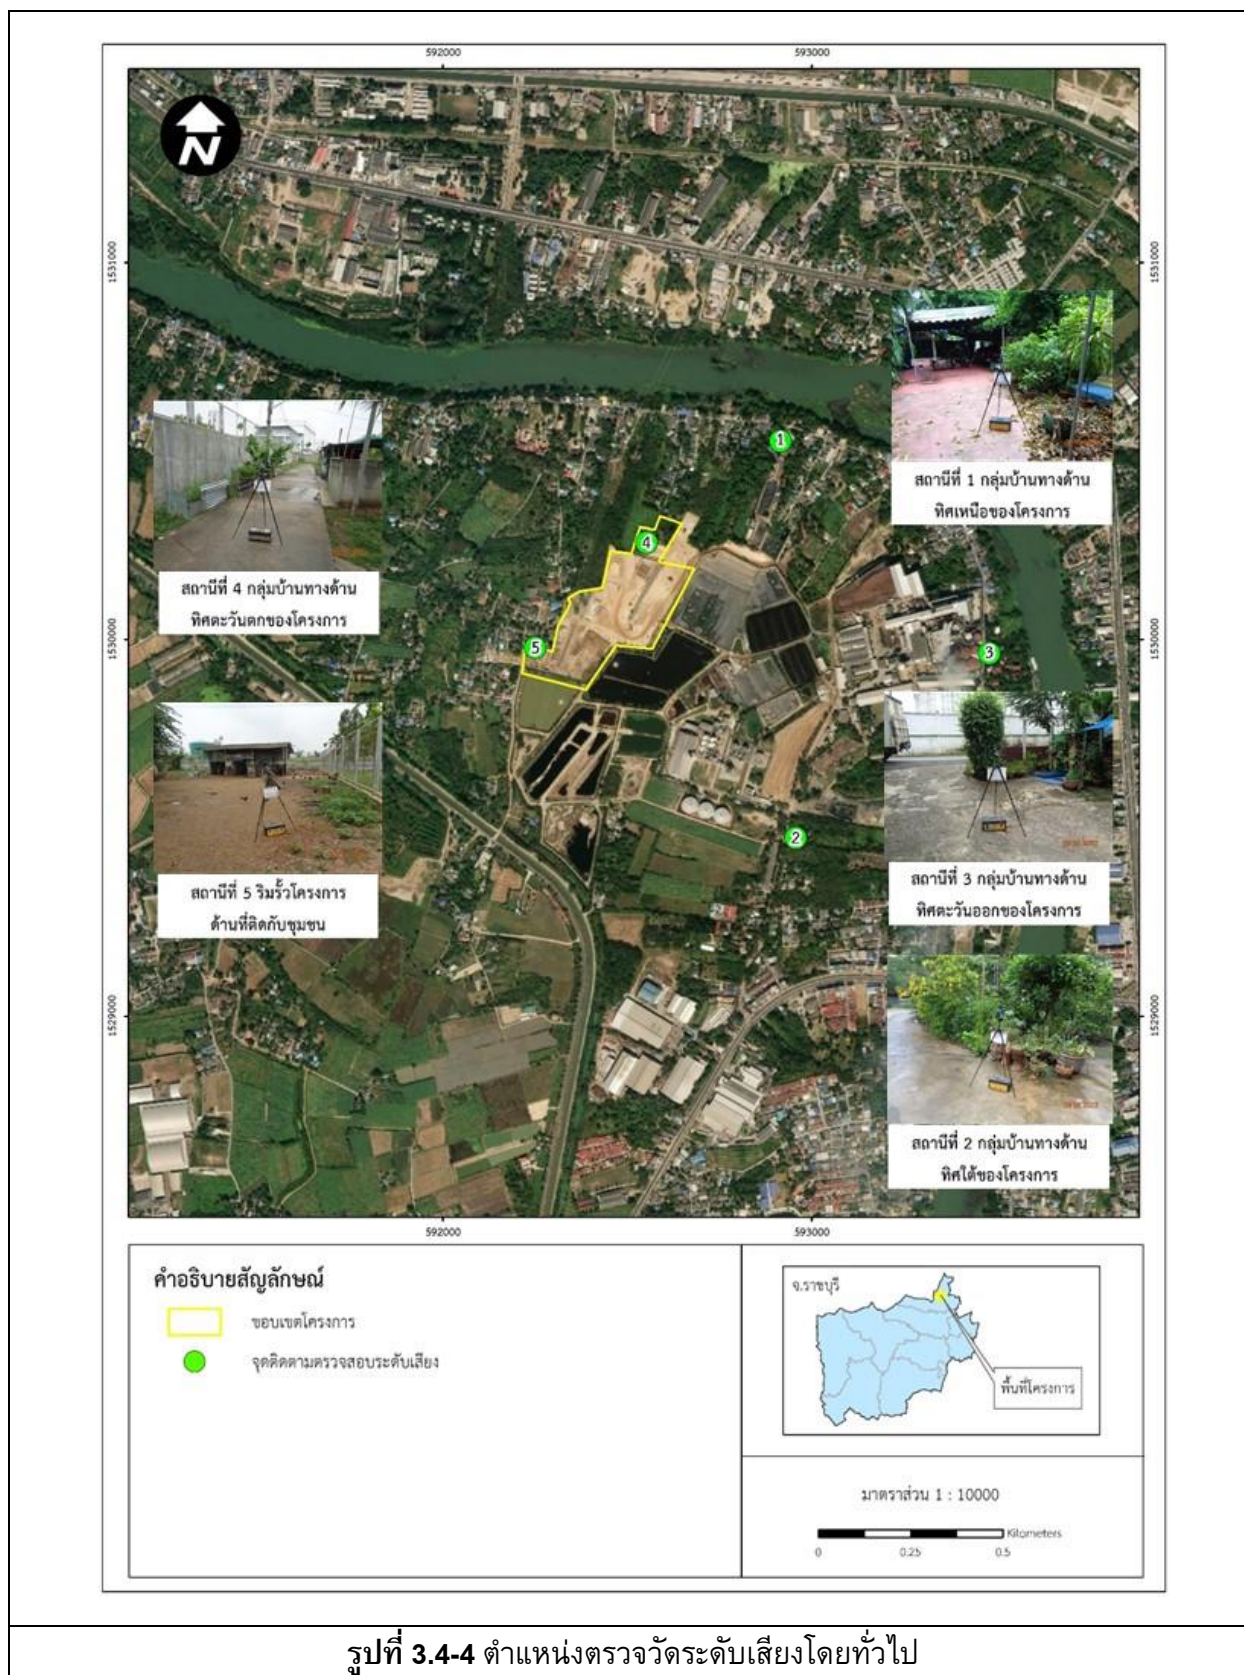 592000
593000
N
1531000
1531000
สถานีที่ 1 กลุ่มบ้านทางด้าน
ทิศเหนือของโครงการ
1
4
สถานีที่ 4 กลุ่มบ้านทางด้าน
ทิศตะวันตกของโครงการ
1530000
1530000
5
3
สถานีที่ 5 ริมรั้วโครงการ
ด้านที่ติดกับชุมชน
2
สถานีที่ 3 กลุ่มบ้านทางด้าน
ทิศตะวันออกของโครงการ
1529000
1529000
สถานีที่ 2 กลุ่มบ้านทางด้าน
ทิศใต้ของโครงการ
592000
593000
คำอธิบายสัญลักษณ์
ขอบเขตโครงการ
จุดติดตามตรวจสอบระดับเสียง
จ.ราชบุรี
พื้นที่โครงการ
มาตราส่วน 1 : 10000
Kilometers
0 0.25 0.5
รูปที่ 3.4-4 ตำแหน่งตรวจวัดระดับเสียงโดยทั่วไป